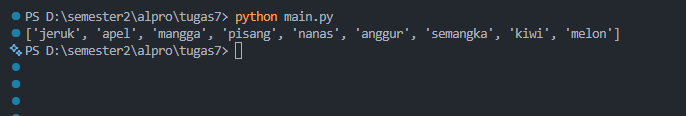 PS D:\semester2\alpro\tugas7> python main.py
['jeruk', 'apel', 'mangga', 'pisang', 'nanas', 'anggur', 'semangka', 'kiwi', 'melon']
PS D:\semester2\alpro\tugas7>